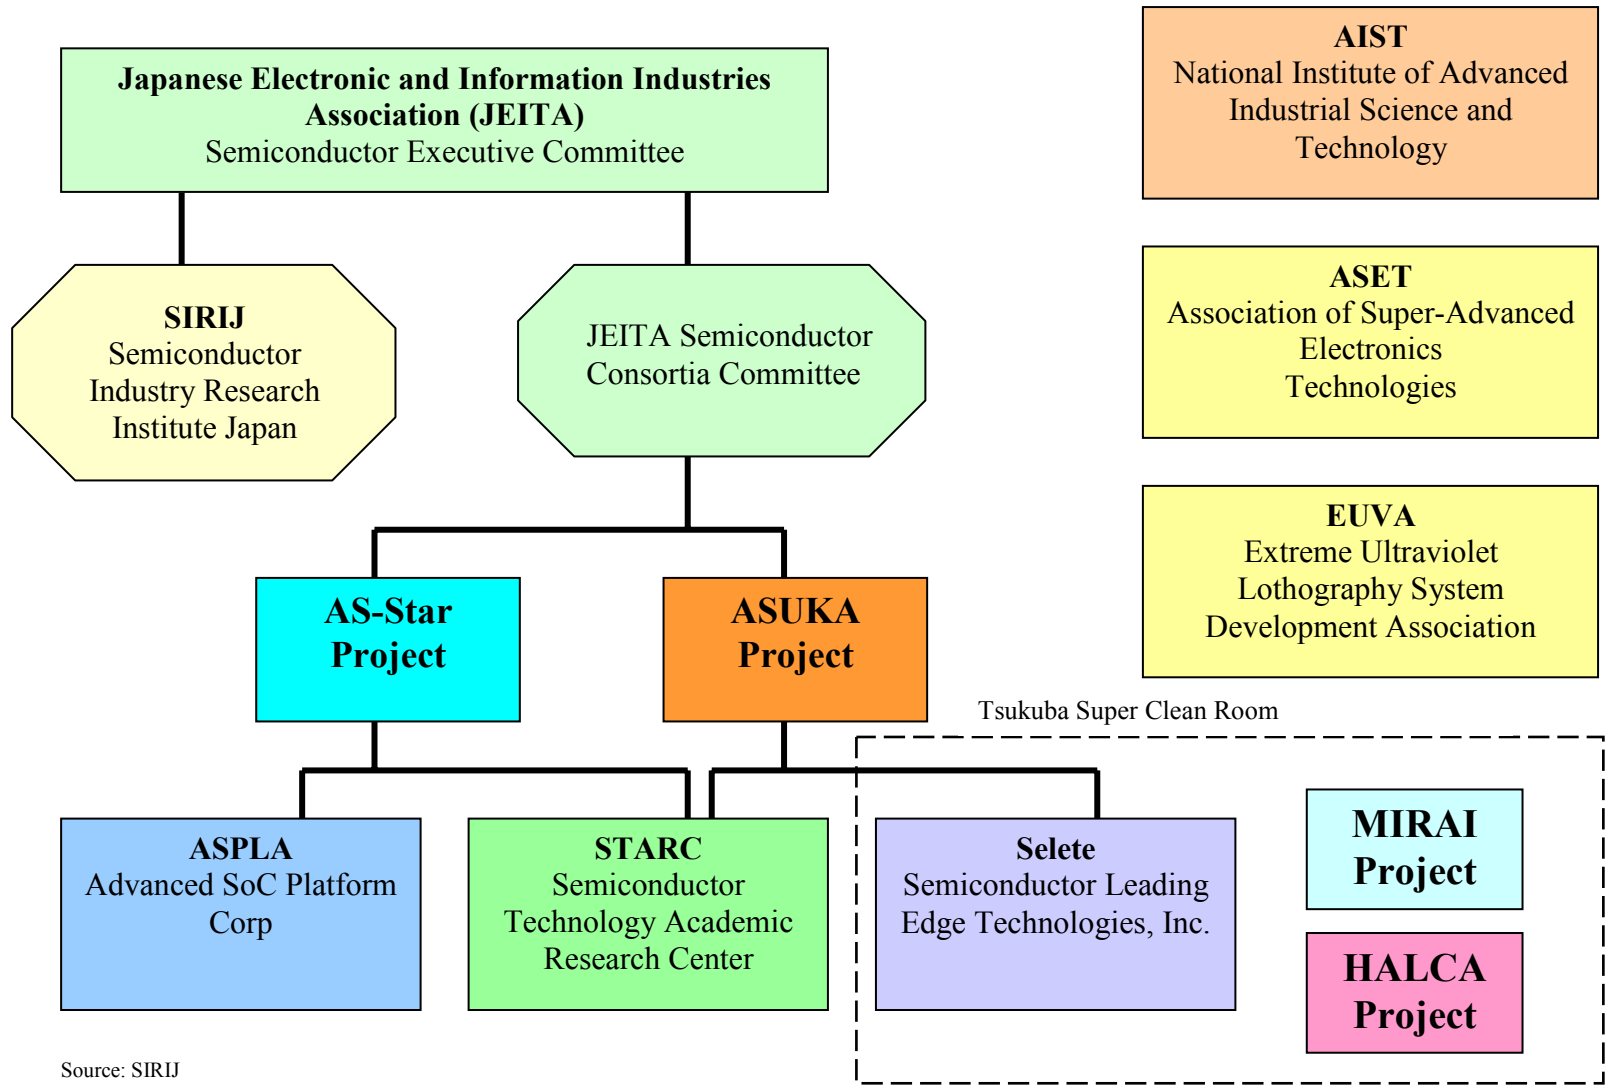 Japanese Electronic and Information Industries
Association (JEITA)
Semiconductor Executive Committee
AIST
National Institute of Advanced
Industrial Science and
Technology
SIRIJ
Semiconductor
Industry Research
Institute Japan
JEITA Semiconductor
Consortia Committee
ASET
Association of Super-Advanced
Electronics
Technologies
EUVA
Extreme Ultraviolet
Lothography System
Development Association
AS-Star
Project
ASUKA
Project
Tsukuba Super Clean Room
ASPLA
Advanced SoC Platform
Corp
STARC
Semiconductor
Technology Academic
Research Center
Selete
Semiconductor Leading
Edge Technologies, Inc.
MIRAI
Project
HALCA
Project
Source: SIRIJ